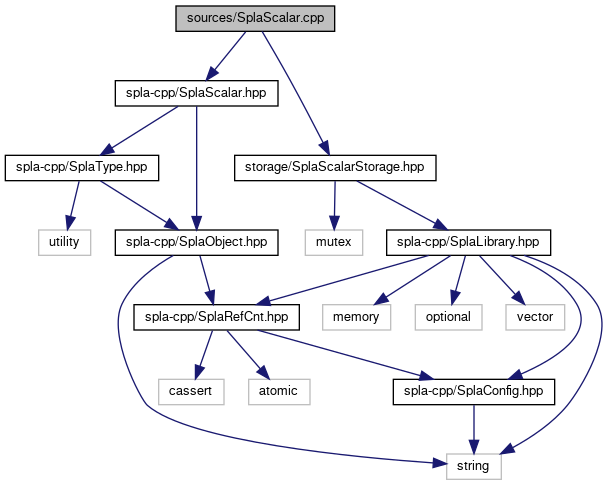 sources/SplaScalar.cpp
spla-cpp/SplaScalar.hpp
spla-cpp/SplaType.hpp
storage/SplaScalarStorage.hpp
utility
spla-cpp/SplaObject.hpp
mutex
spla-cpp/SplaLibrary.hpp
spla-cpp/SplaRefCnt.hpp
memory
optional
vector
cassert
atomic
spla-cpp/SplaConfig.hpp
string